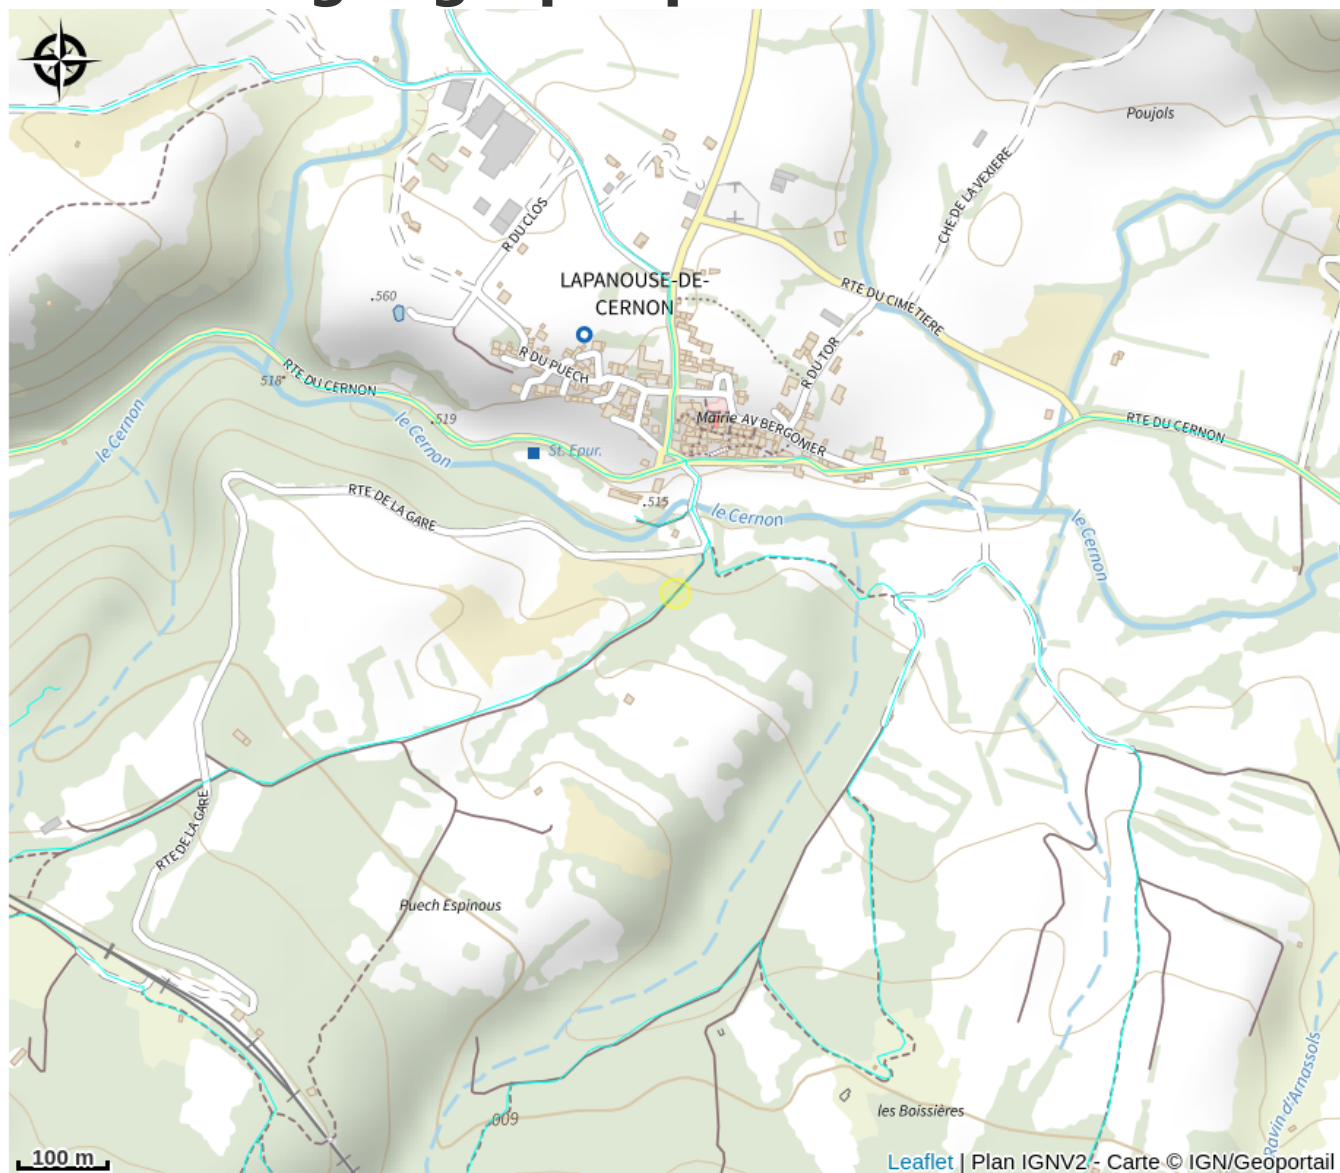 Poujols
CHE DE LA VEXIERE
R DU CLOS
LAPANOUSE-DE-
CERNON
.560
RTE DU CIMETIERE
R DU TOR
R DU PUECH
RTE DU CERNON
518
.519
le Cernon
le Cernon
Mairie
AV BERGONIER
RTE DU CERNON
St. Epur.
RTE DE LA GARE
.515
le Cernon
le Cernon
RTE DE LA GARE
Puech Espinous
les Boissières
600
Ravin d'Arnassols
100 m
Leaflet | Plan IGNV2 - Carte © IGN/Geoportail